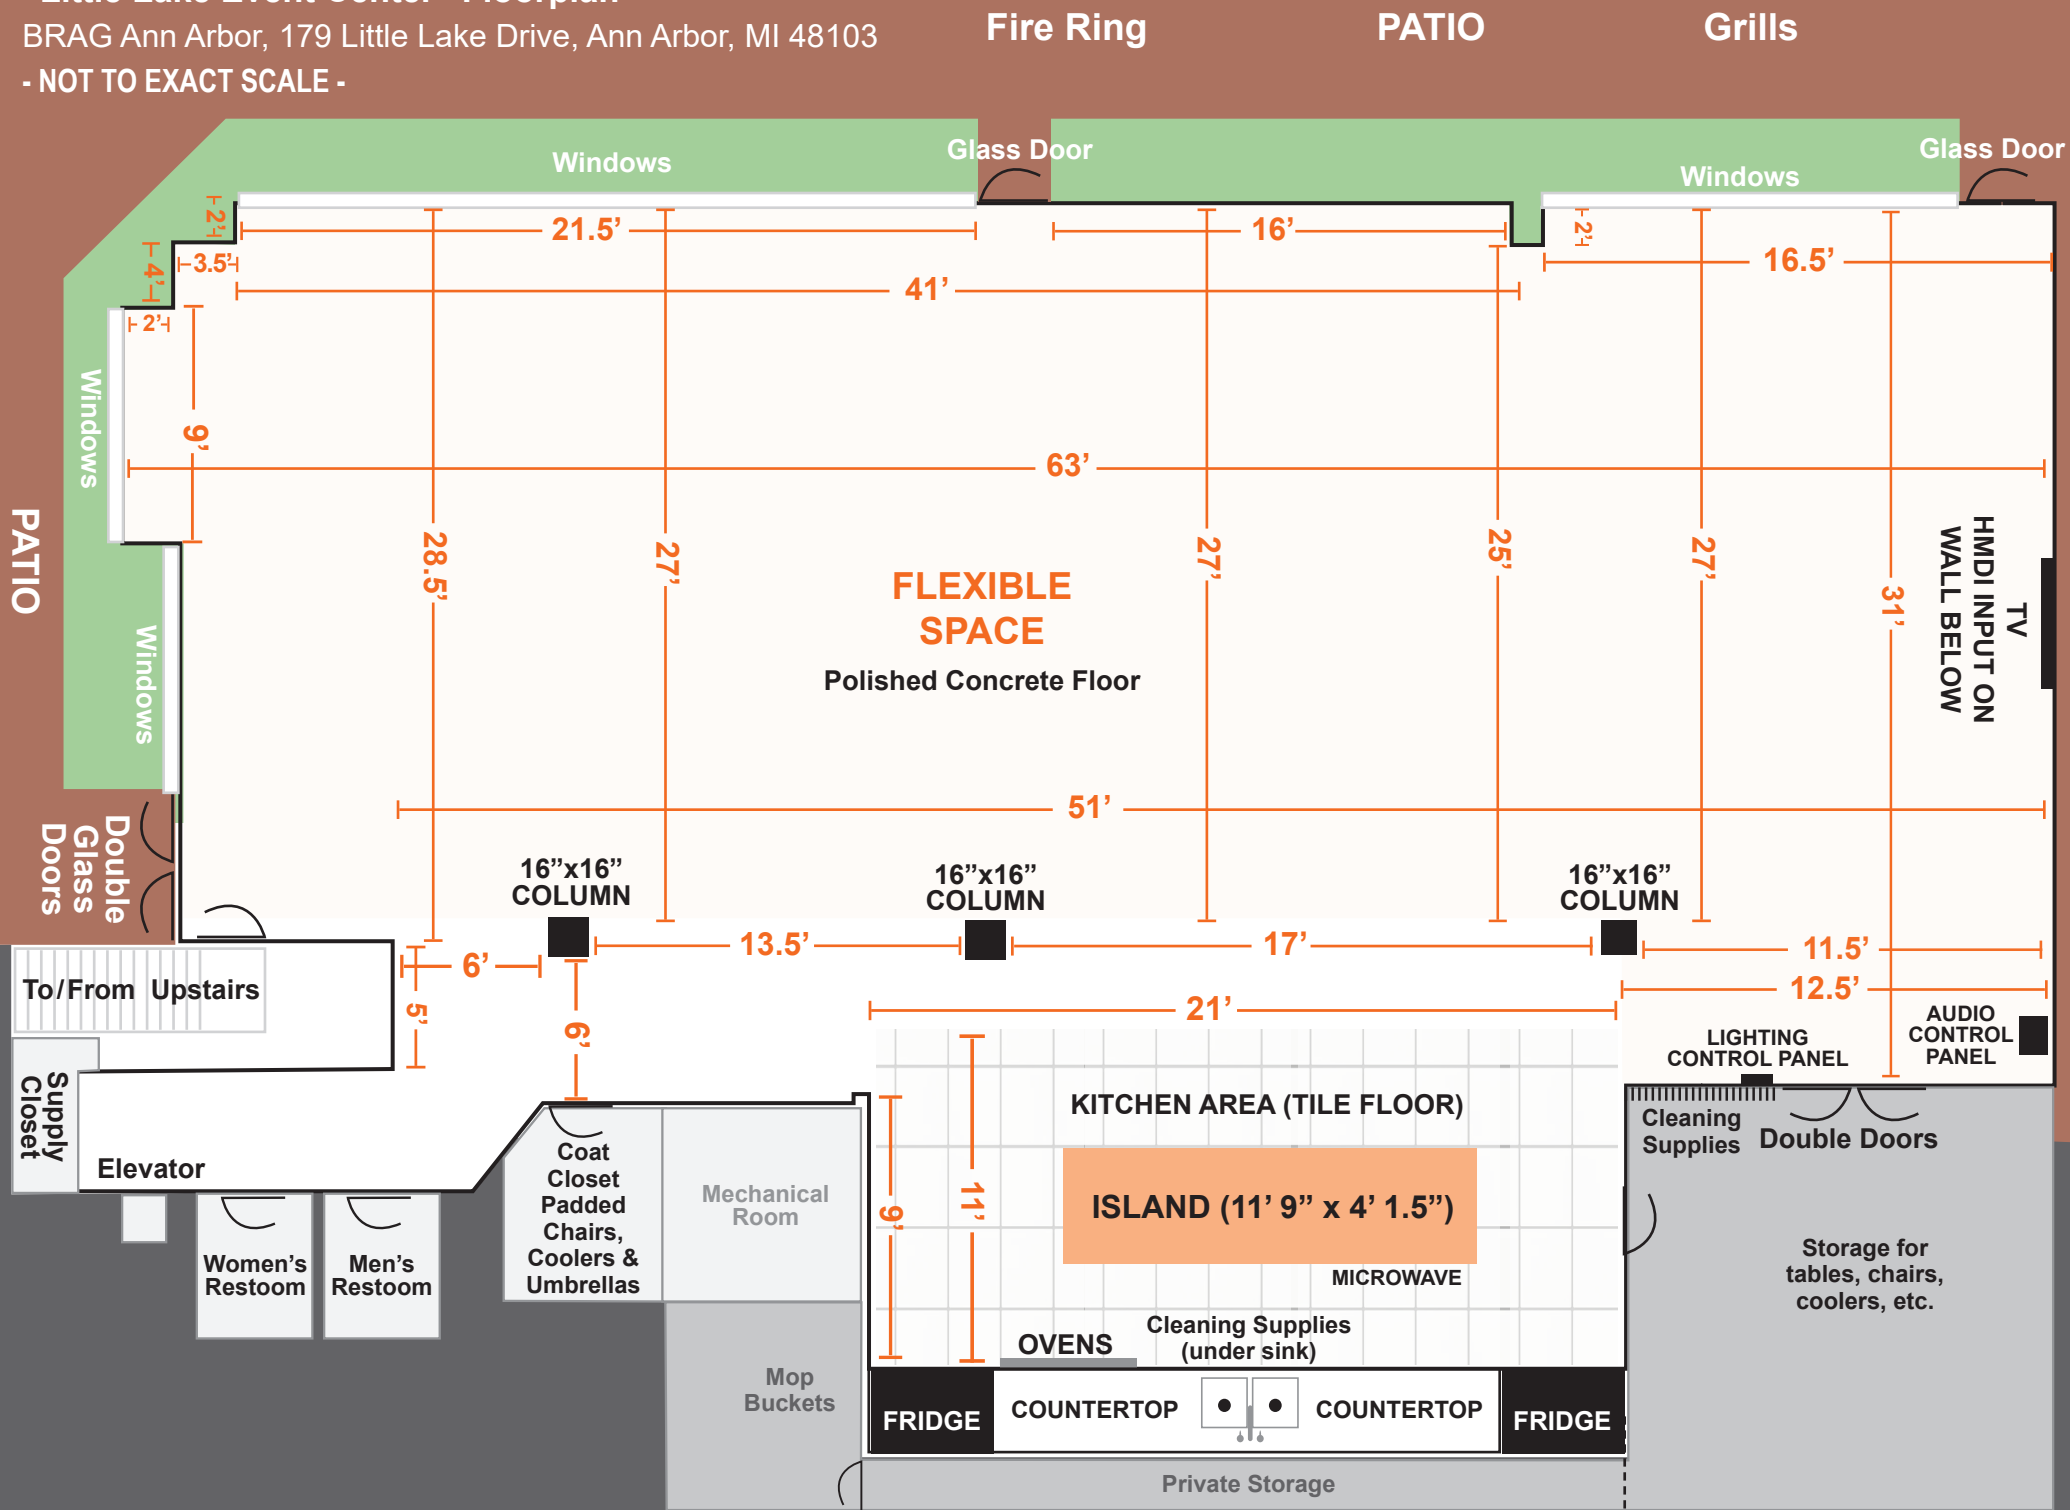 Little Lake Event Center - Floorplan
BRAG Ann Arbor, 179 Little Lake Drive, Ann Arbor, MI 48103
- NOT TO EXACT SCALE -
Fire Ring
PATIO
Grills
Windows
Glass Door
Windows
Glass Door
2’
21.5’
16’
2’
4’
3.5’
16.5’
41’
2’
Windows
9’
63’
PATIO
28.5’
27’
27’
25’
27’
31’
FLEXIBLE
SPACE
Polished Concrete Floor
TV
HMDI INPUT ON
WALL BELOW
Windows
51’
Double
Glass
Doors
16”x16”
COLUMN
16”x16”
COLUMN
16”x16”
COLUMN
6’
13.5’
17’
11.5’
To/From Upstairs
5’
6’
21’
12.5’
LIGHTING
CONTROL PANEL
AUDIO
CONTROL
PANEL
Supply
Closet
Elevator
KITCHEN AREA (TILE FLOOR)
Cleaning
Supplies
Double Doors
Coat
Closet
Padded
Chairs,
Coolers &
Umbrellas
Mechanical
Room
9’
11’
ISLAND (11’ 9” x 4’ 1.5”)
MICROWAVE
Women’s
Restoom
Men’s
Restoom
Storage for
tables, chairs,
coolers, etc.
OVENS
Cleaning Supplies
(under sink)
Mop
Buckets
FRIDGE
COUNTERTOP
COUNTERTOP
FRIDGE
Private Storage